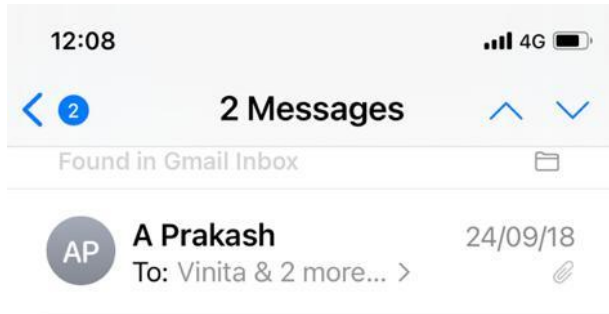 12:08 4G
2 2 Messages
Found in Gmail Inbox
AP A Prakash 24/09/18
To: Vinita & 2 more... >